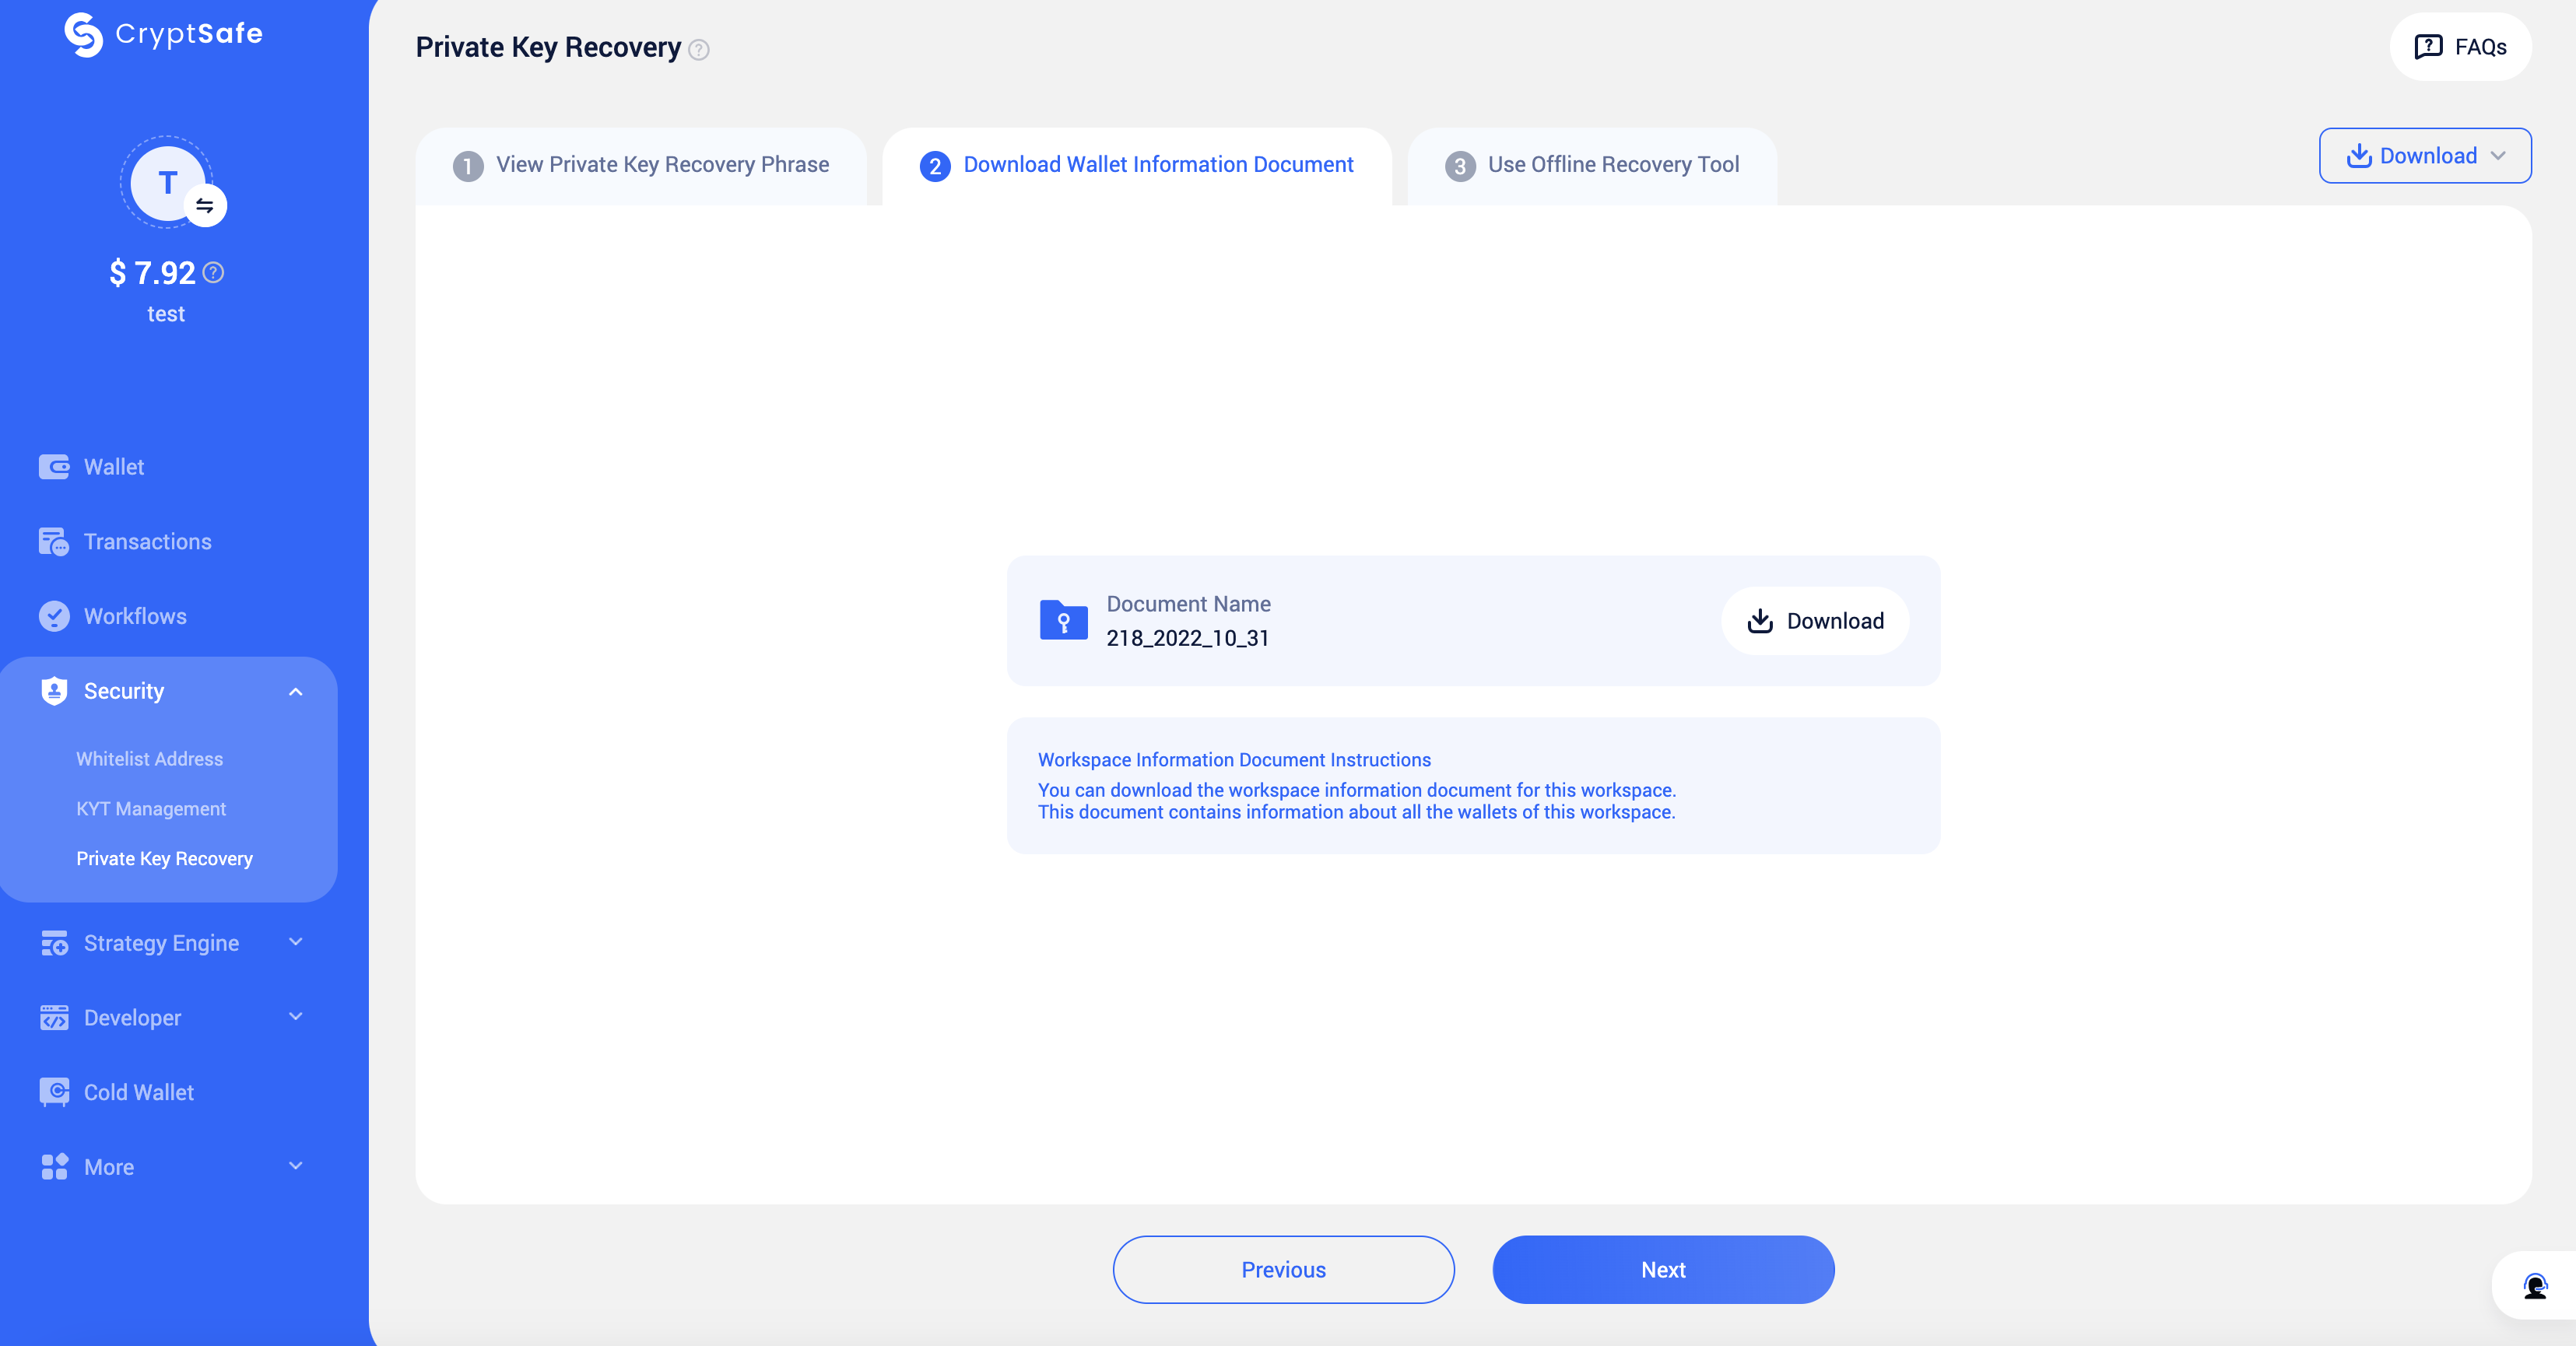 CryptSafe
T
$ 7.92
test
Wallet
Transactions
Workflows
Security
Whitelist Address
KYT Management
Private Key Recovery
Strategy Engine
Developer
Cold Wallet
More
Private Key Recovery
FAQs
1 View Private Key Recovery Phrase
2 Download Wallet Information Document
3 Use Offline Recovery Tool
Download
Document Name
218_2022_10_31
Download
Workspace Information Document Instructions
You can download the workspace information document for this workspace.
This document contains information about all the wallets of this workspace.
Previous
Next